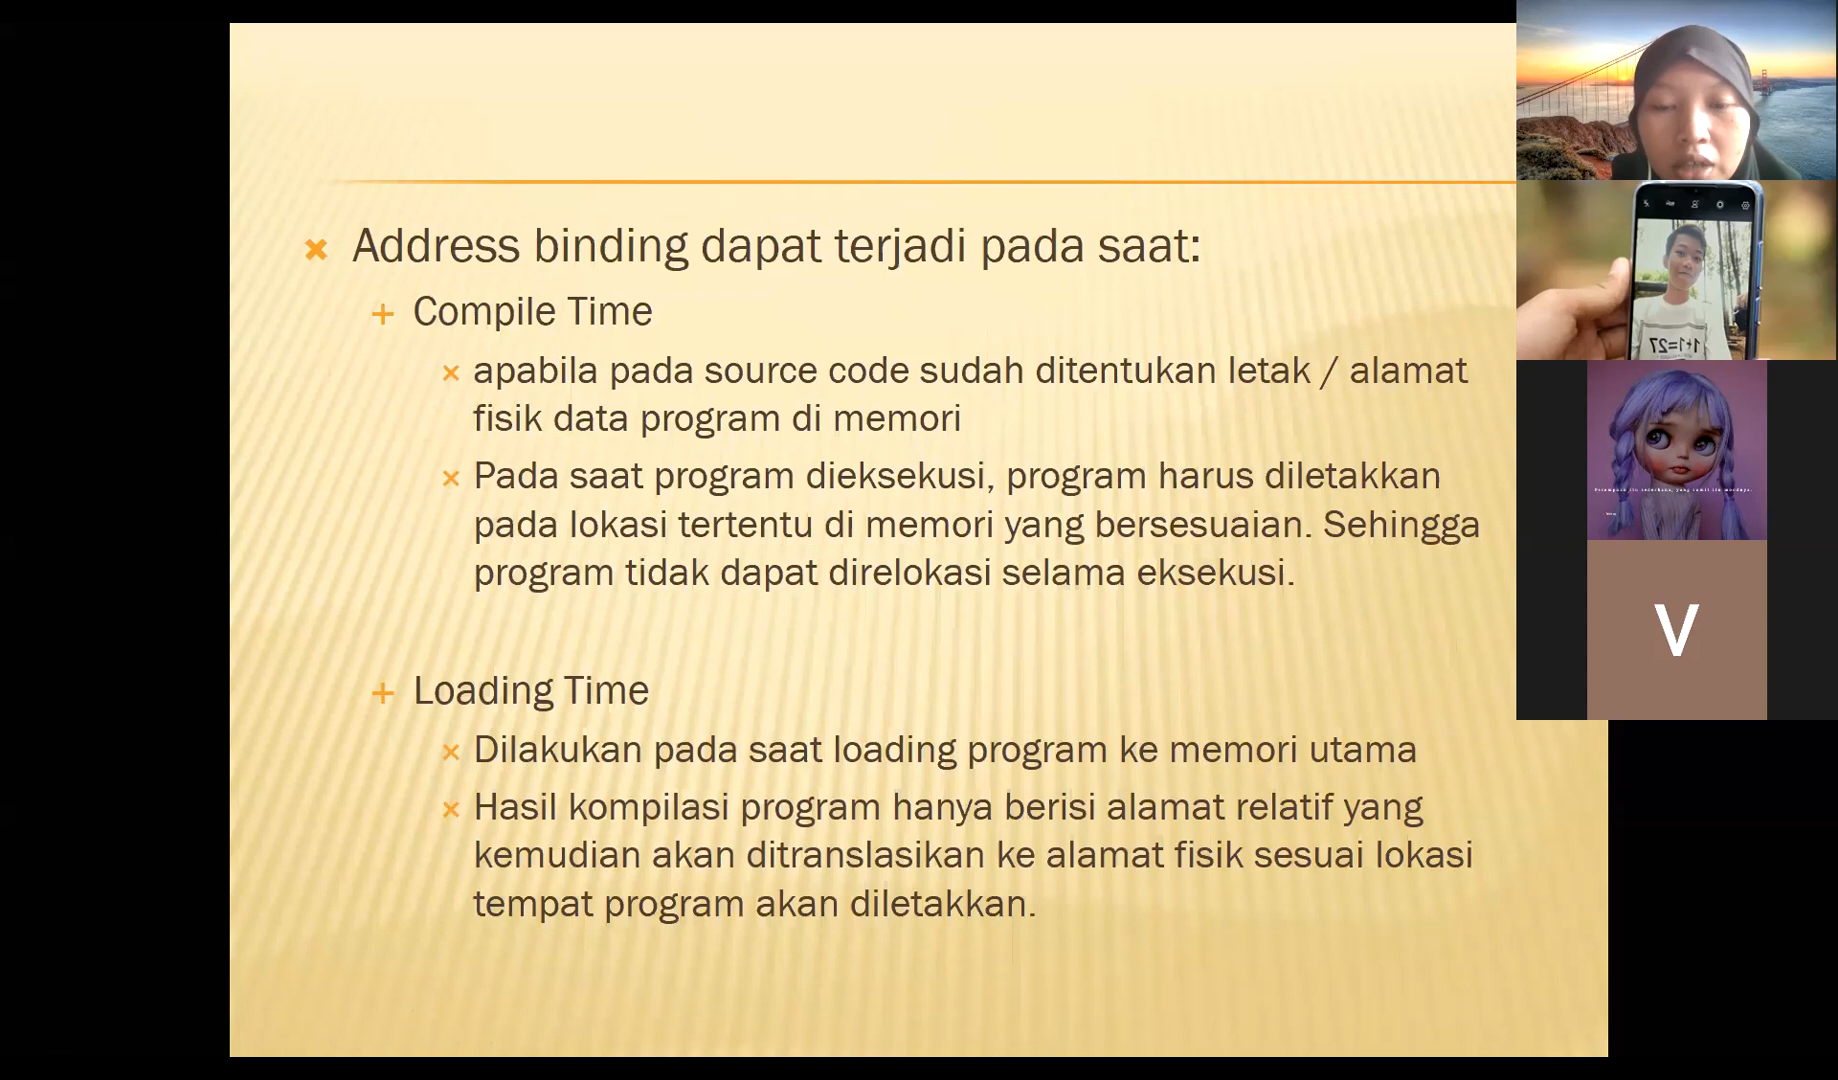 Address binding dapat terjadi pada saat:
Compile Time
apabila pada source code sudah ditentukan letak / alamat
fisik data program di memori
Pada saat program dieksekusi, program harus diletakkan
pada lokasi tertentu di memori yang bersesuaian. Sehingga
program tidak dapat direlokasi selama eksekusi.
Loading Time
Dilakukan pada saat loading program ke memori utama
Hasil kompilasi program hanya berisi alamat relatif yang
kemudian akan ditranslasikan ke alamat fisik sesuai lokasi
tempat program akan diletakkan.
1+1=27
V